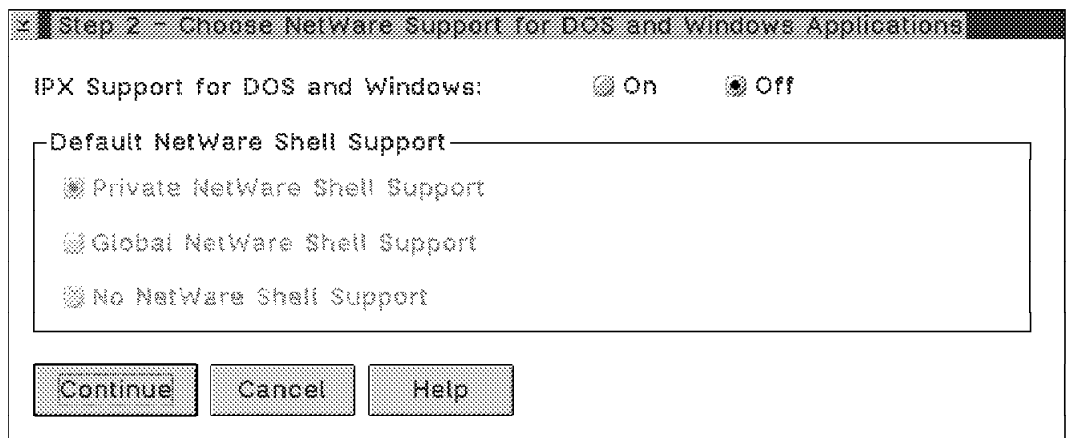 Step 2 - Choose NetWare Support for DOS and Windows Applications
IPX Support for DOS and Windows: On Off
Default NetWare Shell Support
Private NetWare Shell Support
Global NetWare Shell Support
No NetWare Shell Support
Continue Cancel Help